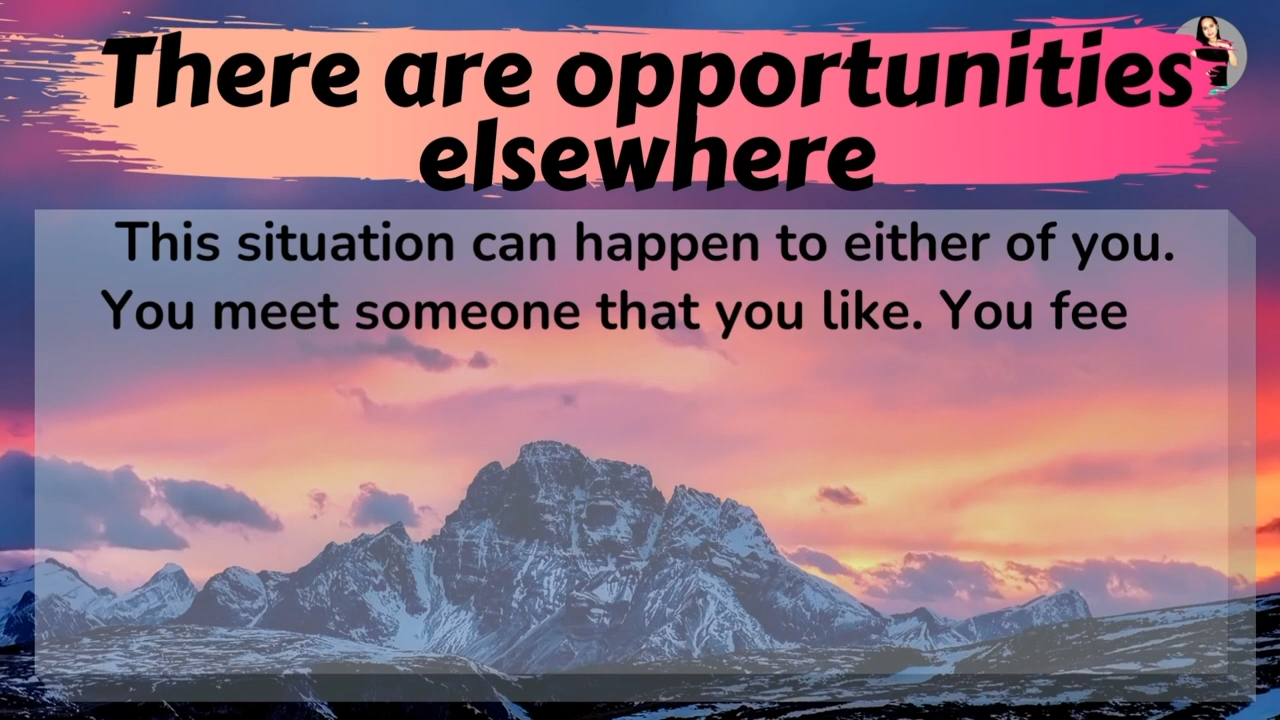 There are opportunities
elsewhere
This situation can happen to either of you.
You meet someone that you like. You fee